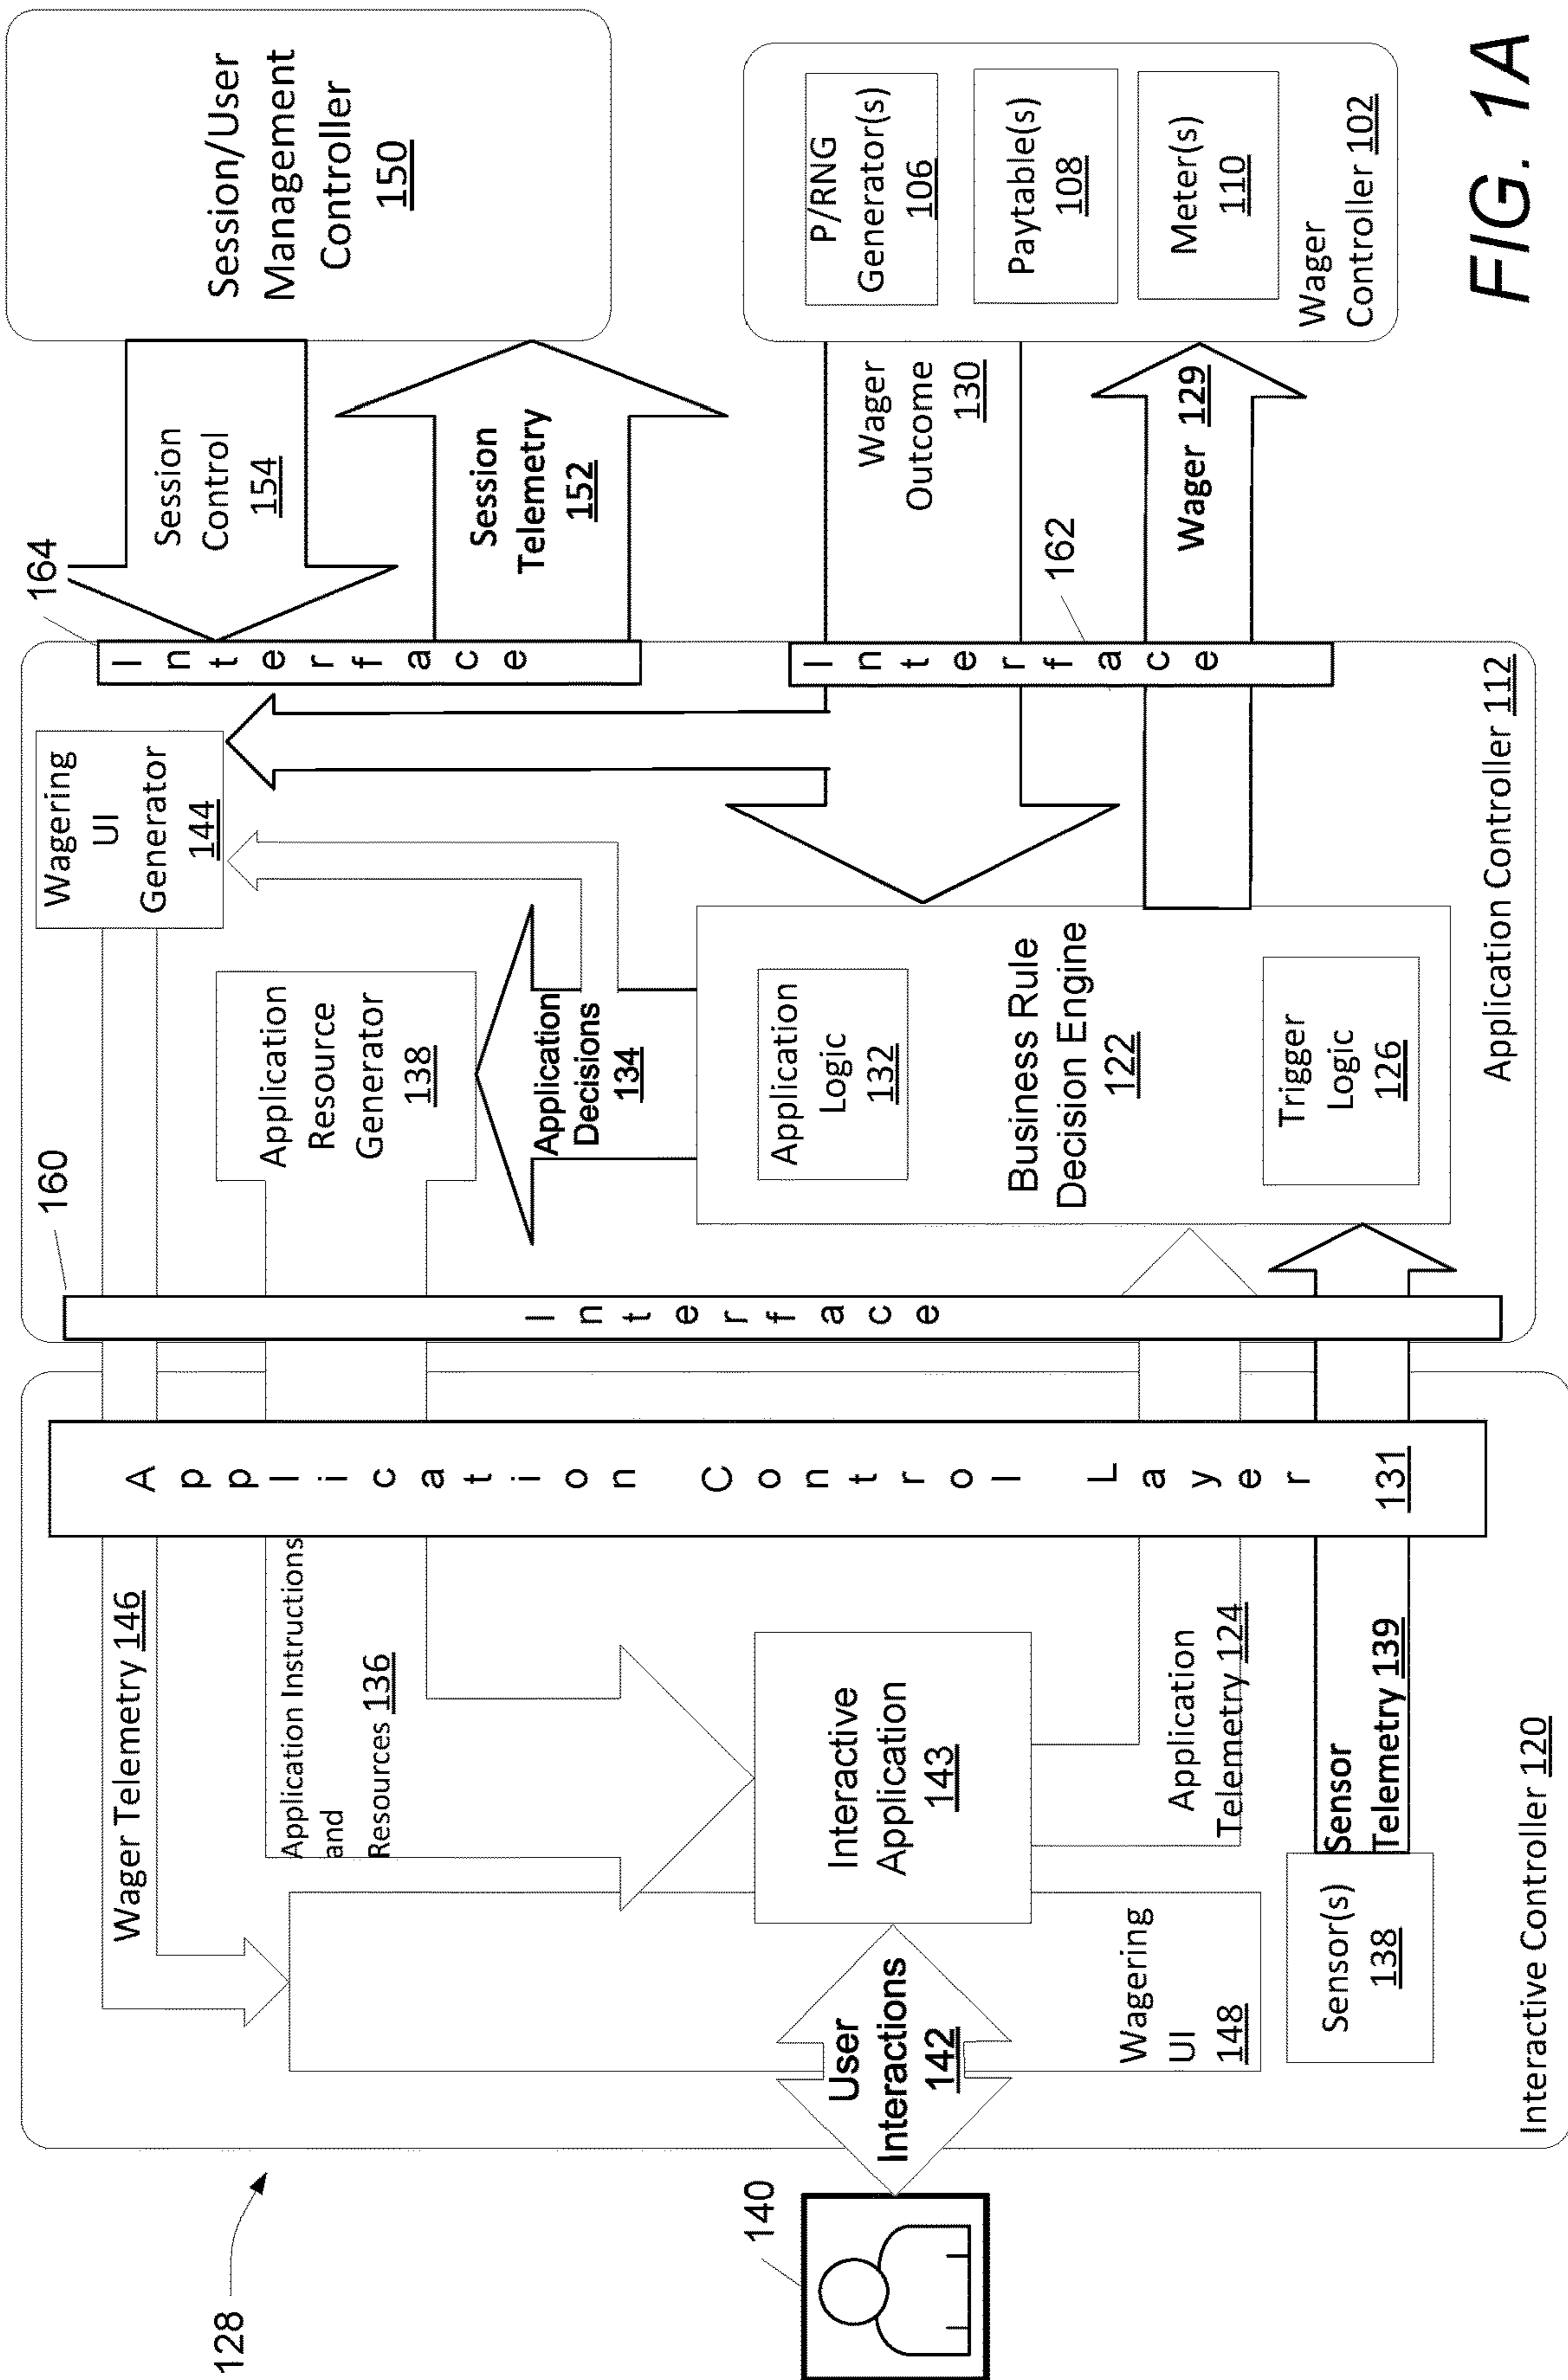 128
140
User
Interactions
142
Wager Telemetry 146
Application Instructions
and
Resources 136
Interactive
Application
143
Application
Telemetry 124
Wagering
UI
148
Sensor
Telemetry 139
Sensor(s)
138
Interactive Controller 120
Application Control Layer
131
160
Interface
Wagering
UI
Generator
144
Application
Resource
Generator
138
Application
Decisions
134
Application
Logic
132
Business Rule
Decision Engine
122
Trigger
Logic
126
Application Controller 112
164
Interface
Interface
162
Session
Control
154
Session
Telemetry
152
Wager
Outcome
130
Wager 129
Session/User
Management
Controller
150
P/RNG
Generator(s)
106
Paytable(s)
108
Meter(s)
110
Wager
Controller 102
FIG. 1A